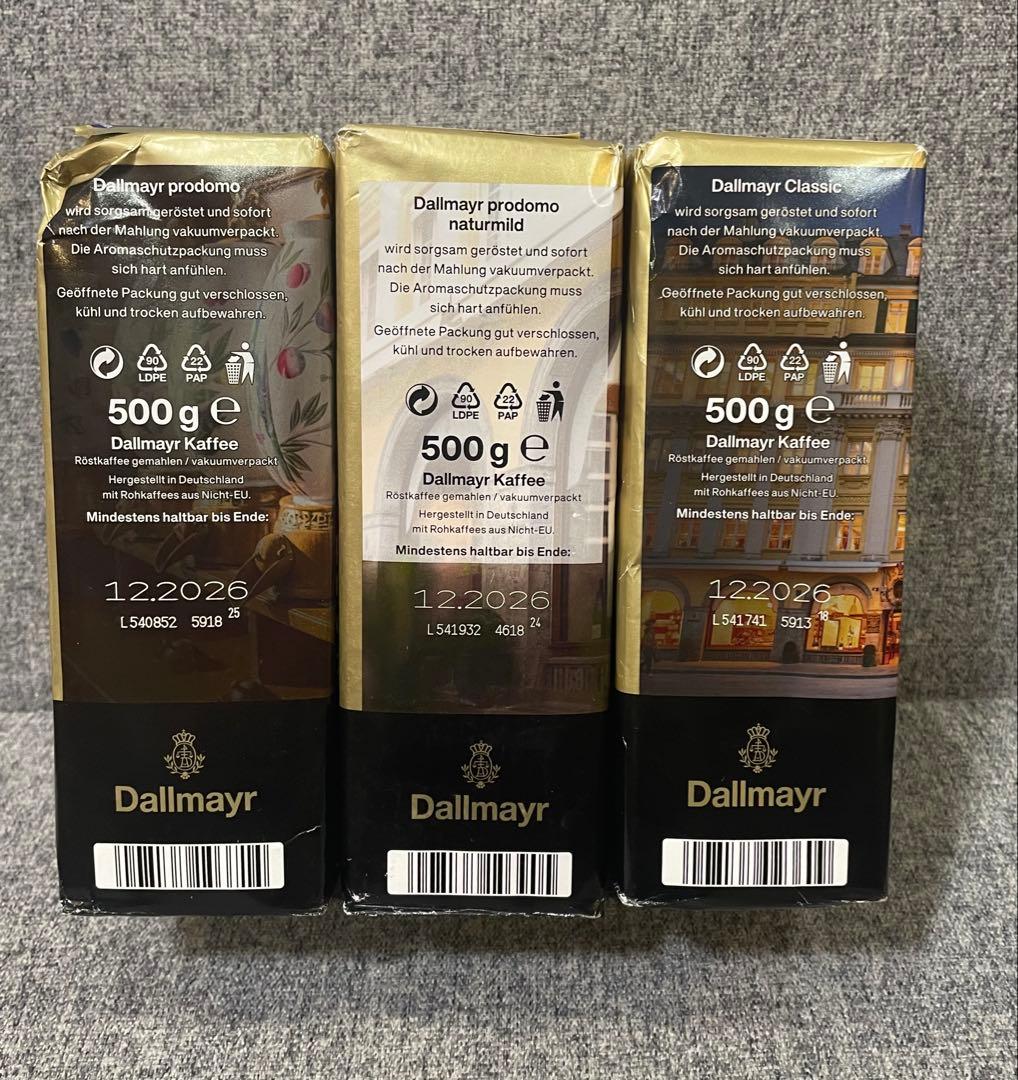 Dallmayr prodomo
wird sorgsam geröstet und sofort
nach der Mahlung vakuumverpackt.
Die Aromaschutzpackung muss
sich hart anfühlen.
Geöffnete Packung gut verschlossen,
kühl und trocken aufbewahren.
90 22
LDPE PAP
500 g ℮
Dallmayr Kaffee
Röstkaffee gemahlen / vakuumverpackt
Hergestellt in Deutschland
mit Rohkaffees aus Nicht-EU.
Mindestens haltbar bis Ende:
12.2026
L540852 5918 25
Dallmayr
Dallmayr prodomo
naturmild
wird sorgsam geröstet und sofort
nach der Mahlung vakuumverpackt.
Die Aromaschutzpackung muss
sich hart anfühlen.
Geöffnete Packung gut verschlossen,
kühl und trocken aufbewahren.
90 22
LDPE PAP
500 g ℮
Dallmayr Kaffee
Röstkaffee gemahlen / vakuumverpackt
Hergestellt in Deutschland
mit Rohkaffees aus Nicht-EU.
Mindestens haltbar bis Ende:
12.2026
L541932 4618 24
Dallmayr
Dallmayr Classic
wird sorgsam geröstet und sofort
nach der Mahlung vakuumverpackt.
Die Aromaschutzpackung muss
sich hart anfühlen.
Geöffnete Packung gut verschlossen,
kühl und trocken aufbewahren.
90 22
LDPE PAP
500 g ℮
Dallmayr Kaffee
Röstkaffee gemahlen / vakuumverpackt
Hergestellt in Deutschland
mit Rohkaffees aus Nicht-EU.
Mindestens haltbar bis Ende:
12.2026
L541741 5913 18
Dallmayr